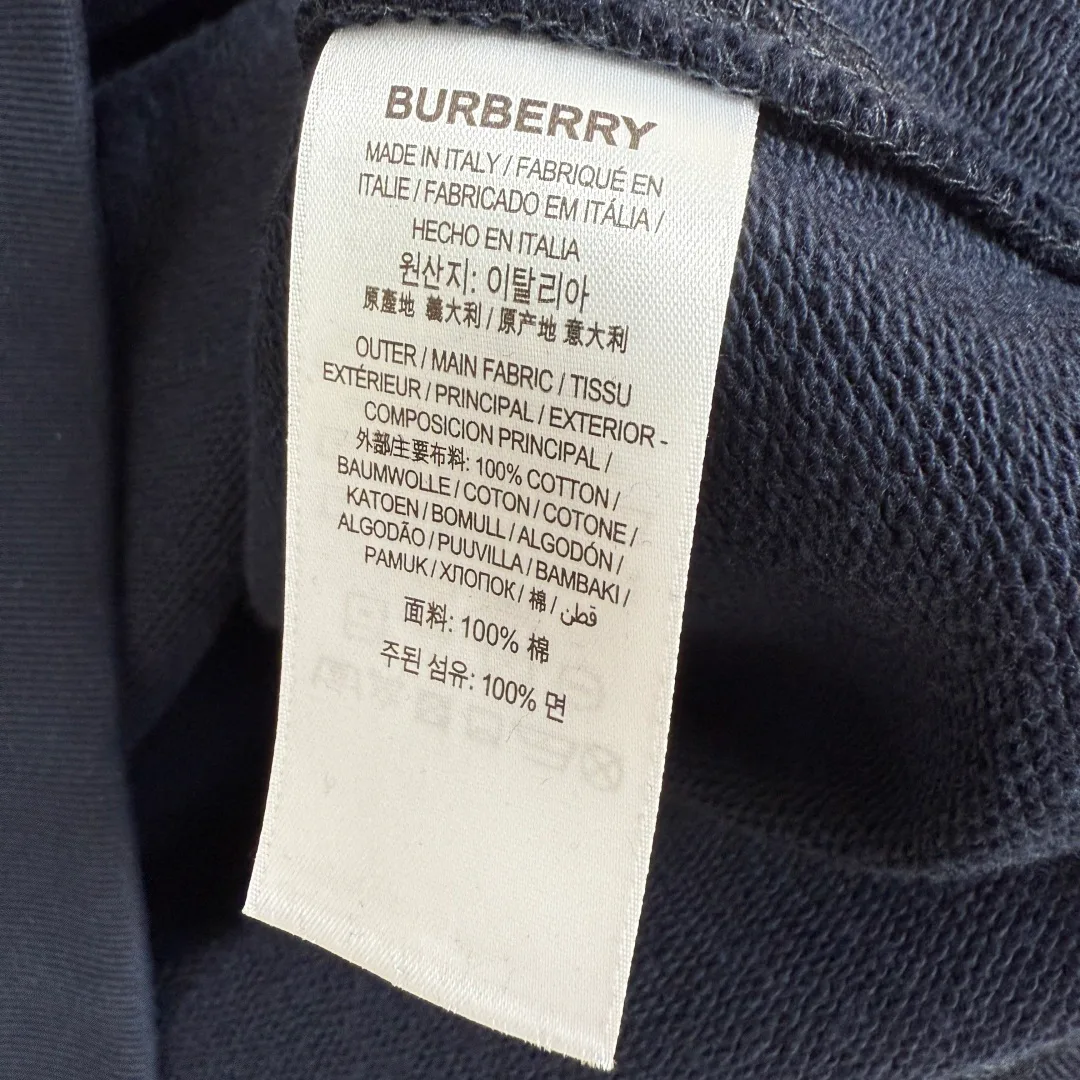 BURBERRY
MADE IN ITALY / FABRIQUÉ EN
ITALIE / FABRICADO EM ITÁLIA /
HECHO EN ITALIA
원산지: 이탈리아
原產地 義大利 / 原产地 意大利
OUTER / MAIN FABRIC / TISSU
EXTÉRIEUR / PRINCIPAL / EXTERIOR -
COMPOSICION PRINCIPAL /
外部/主要布料: 100% COTTON /
BAUMWOLLE / COTON / COTONE /
KATOEN / BOMULL / ALGODÓN /
ALGODÃO / PUUVILLA / BAMBAKI /
PAMUK / ХЛОПОК / 棉 / قطن
面料: 100% 棉
주된 섬유: 100% 면